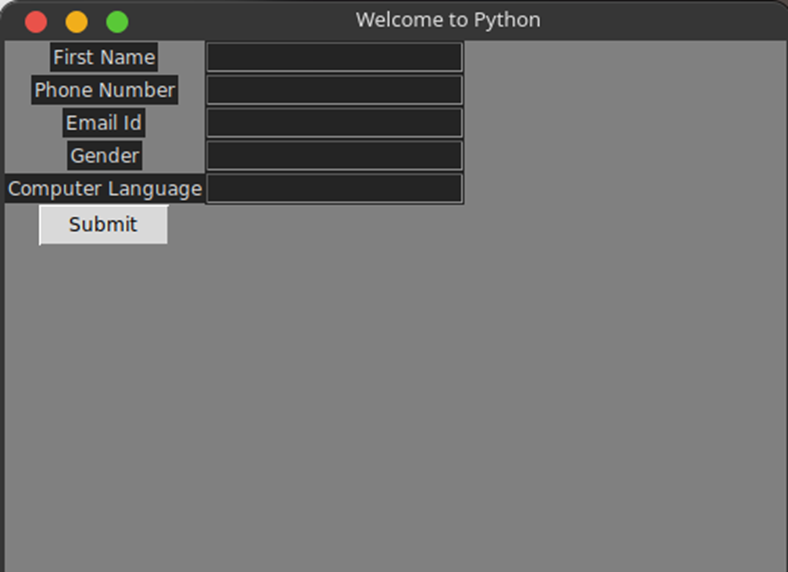 Welcome to Python
First Name
Phone Number
Email Id
Gender
Computer Language
Submit